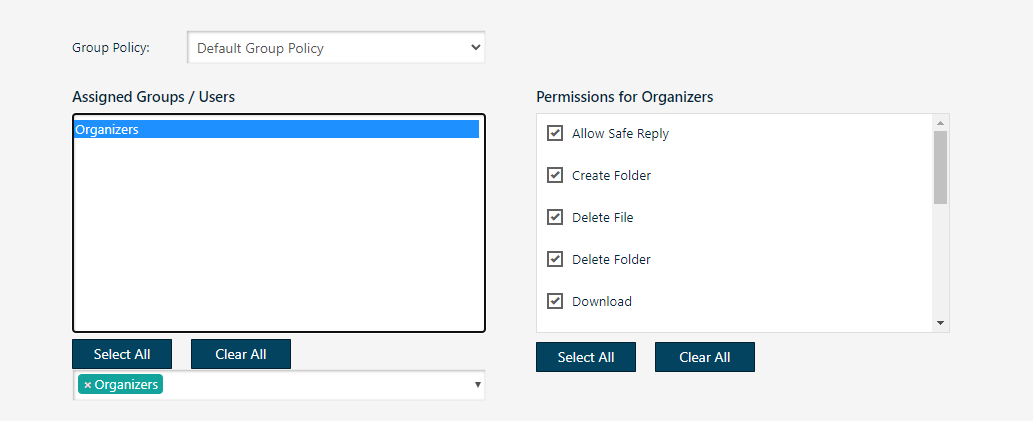 Group Policy: Default Group Policy
Assigned Groups / Users
Organizers
Select All Clear All
× Organizers
Permissions for Organizers
Allow Safe Reply
Create Folder
Delete File
Delete Folder
Download
Select All Clear All